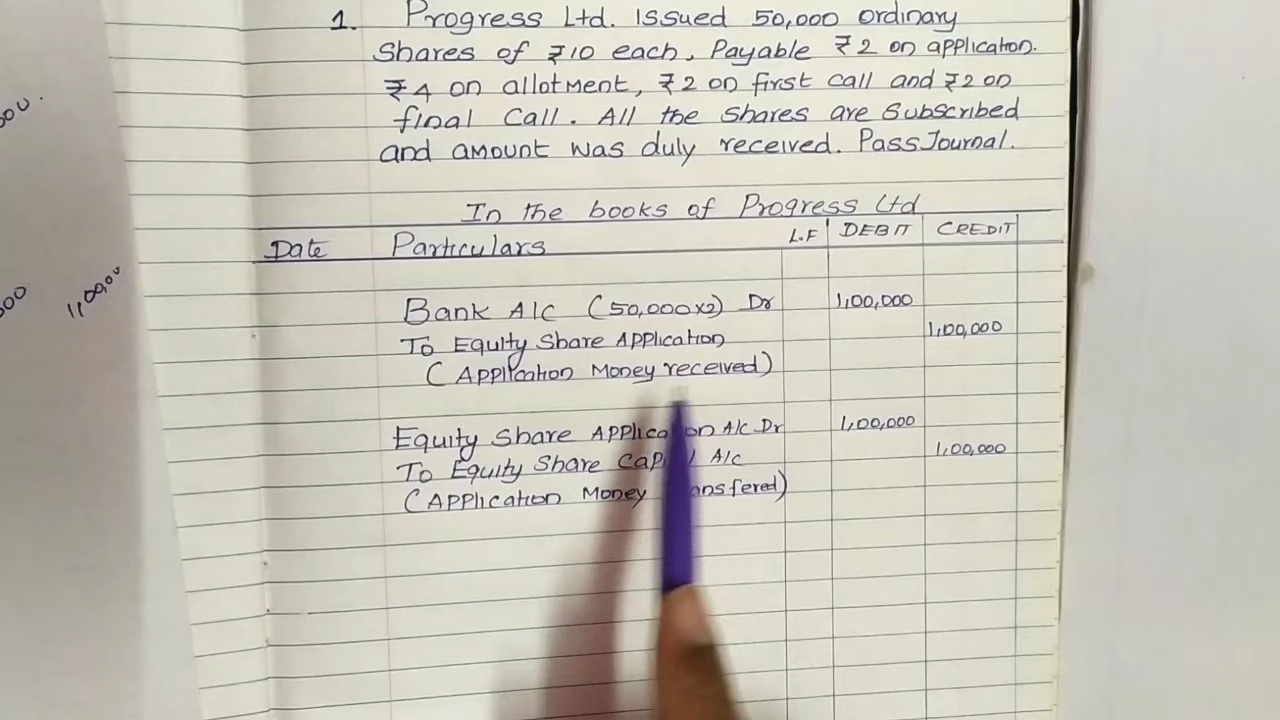 1. Progress Ltd. Issued 50,000 ordinary
Shares of ₹10 each, Payable ₹2 on application.
₹4 on allotment, ₹2 on first call and ₹2 on
final call. All the shares are subscribed
and amount was duly received. Pass Journal.
In the books of Progress Ltd
Date Particulars L.F DEBIT CREDIT
Bank A/c (50,000x2) Dr 1,00,000
To Equity Share Application 1,00,000
(Application Money received)
Equity Share Application A/c Dr 1,00,000
To Equity Share Capital A/c 1,00,000
(Application Money ansfered)